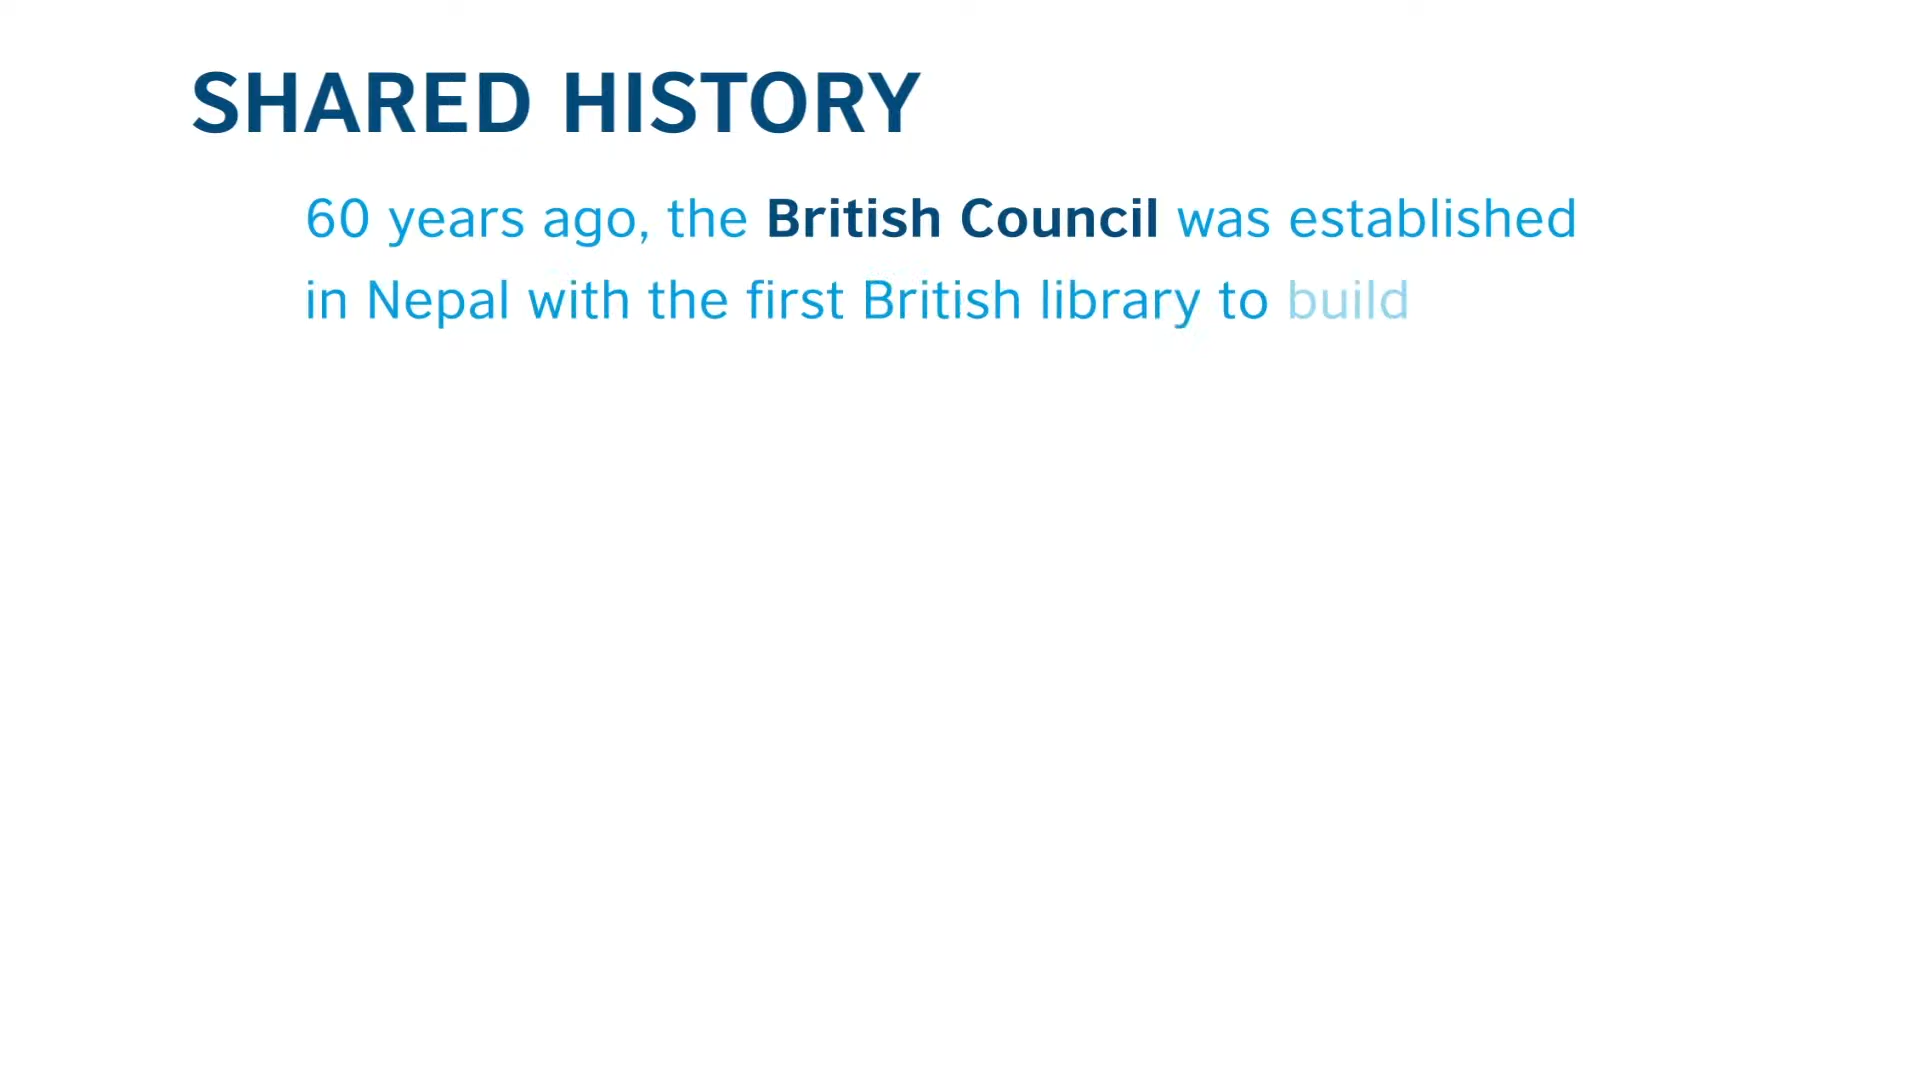 SHARED HISTORY
60 years ago, the British Council was established
in Nepal with the first British library to build